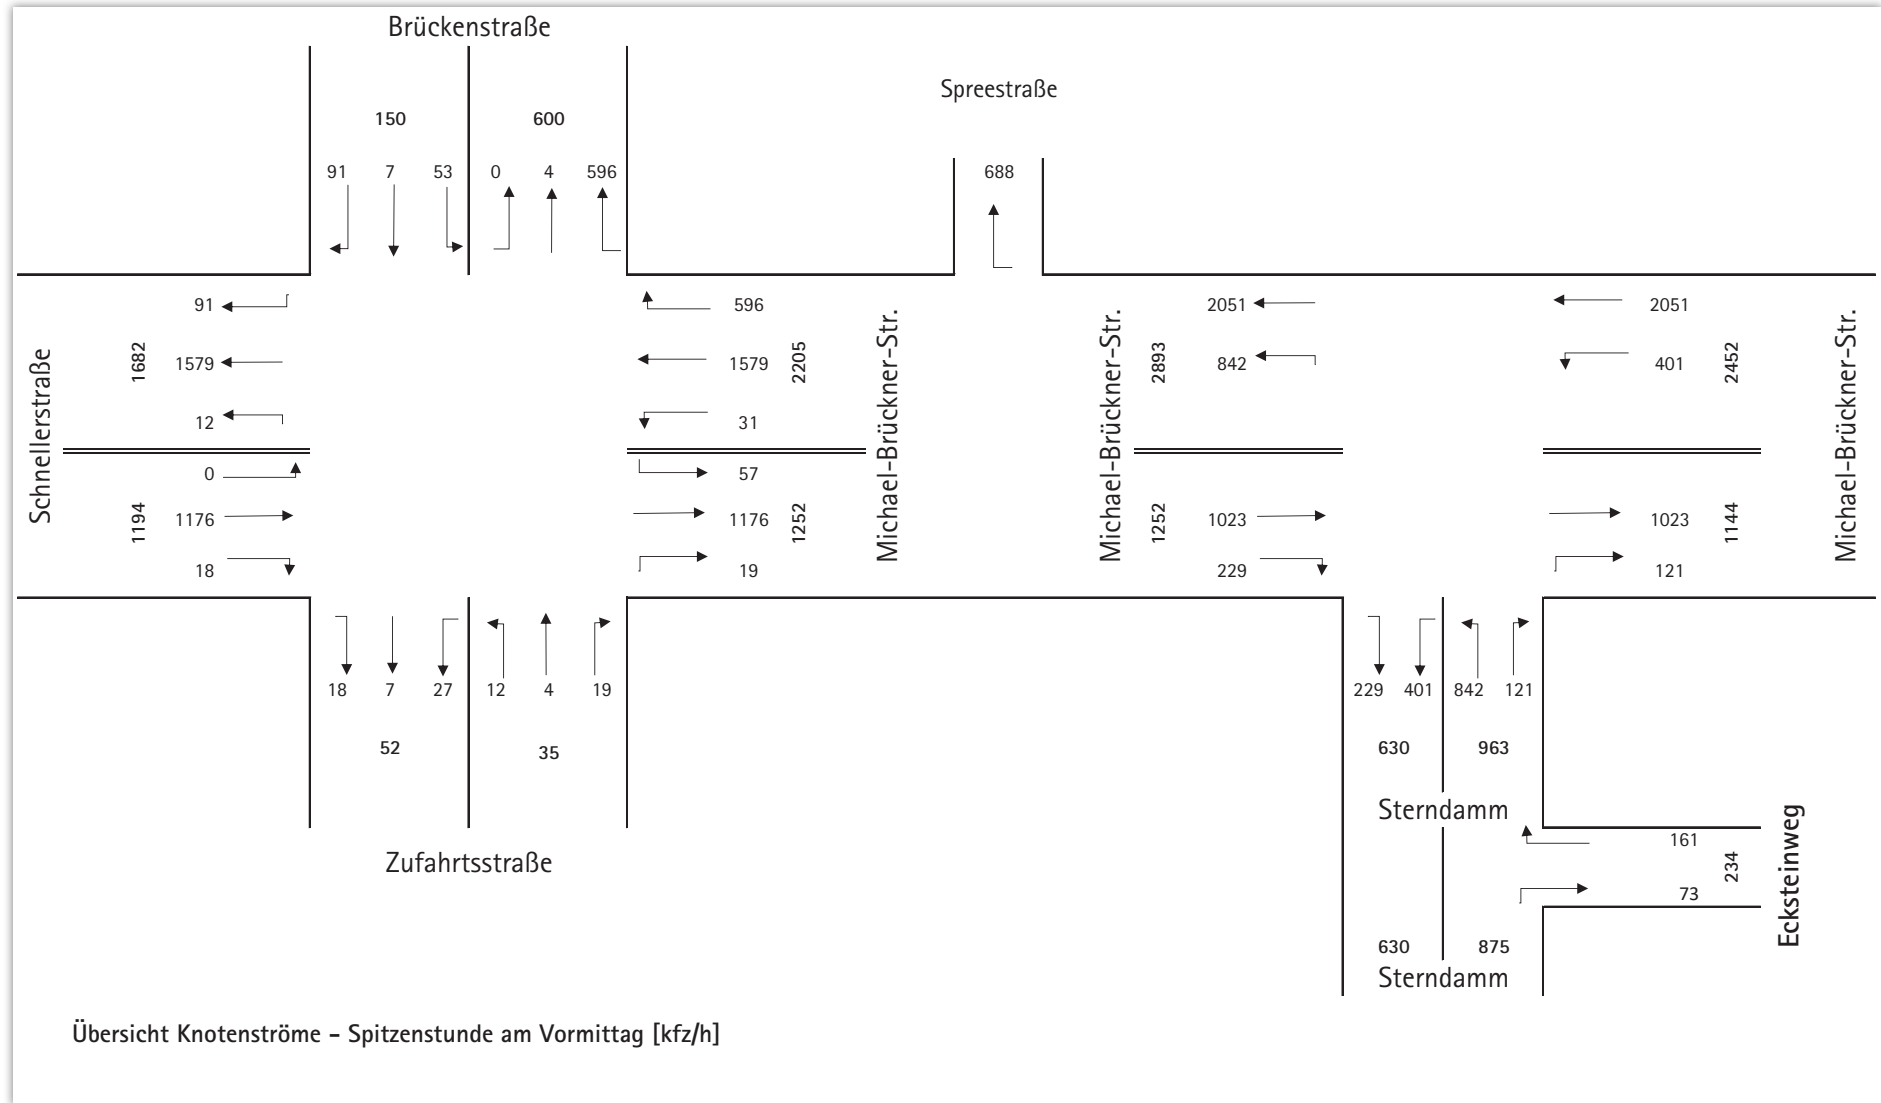 Brückenstraße
Spreestraße
150 600
91 7 53 0 4 596
688
91
1579
12
1682
Schnellerstraße
0
1176
18
1194
596
1579
31
2205
57
1176
19
1252
Michael-Brückner-Str.
Michael-Brückner-Str.
2051
842
2893
1023
229
1252
2051
401
2452
1023
121
1144
Michael-Brückner-Str.
18 7 27 12 4 19
52 35
Zufahrtsstraße
229 401 842 121
630 963
Sterndamm
161
73
234
Ecksteinweg
630 875
Sterndamm
Übersicht Knotenströme - Spitzenstunde am Vormittag [kfz/h]